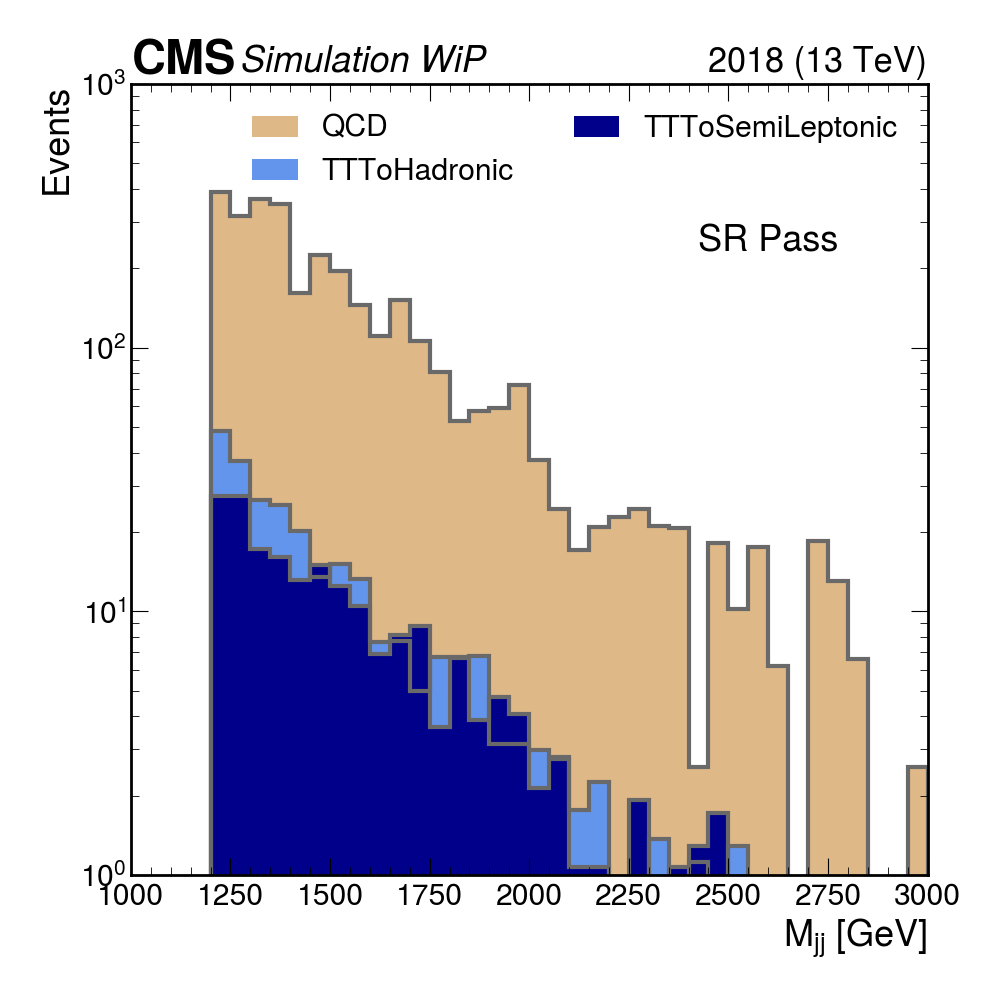 CMS Simulation WiP 2018 (13 TeV)
Events
10³
10²
10¹
10⁰
QCD
TTToHadronic
TTToSemiLeptonic
SR Pass
1000 1250 1500 1750 2000 2250 2500 2750 3000
M_jj [GeV]